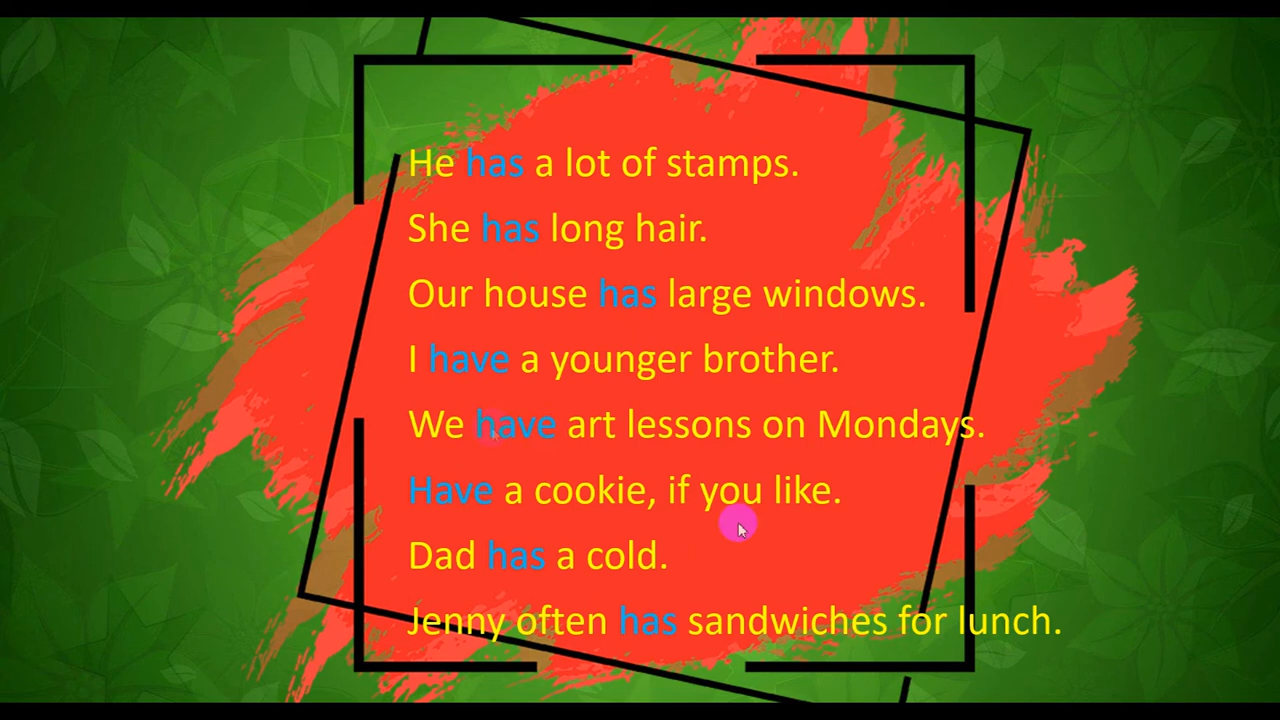 He has a lot of stamps.
She has long hair.
Our house has large windows.
I have a younger brother.
We have art lessons on Mondays.
Have a cookie, if you like.
Dad has a cold.
Jenny often has sandwiches for lunch.